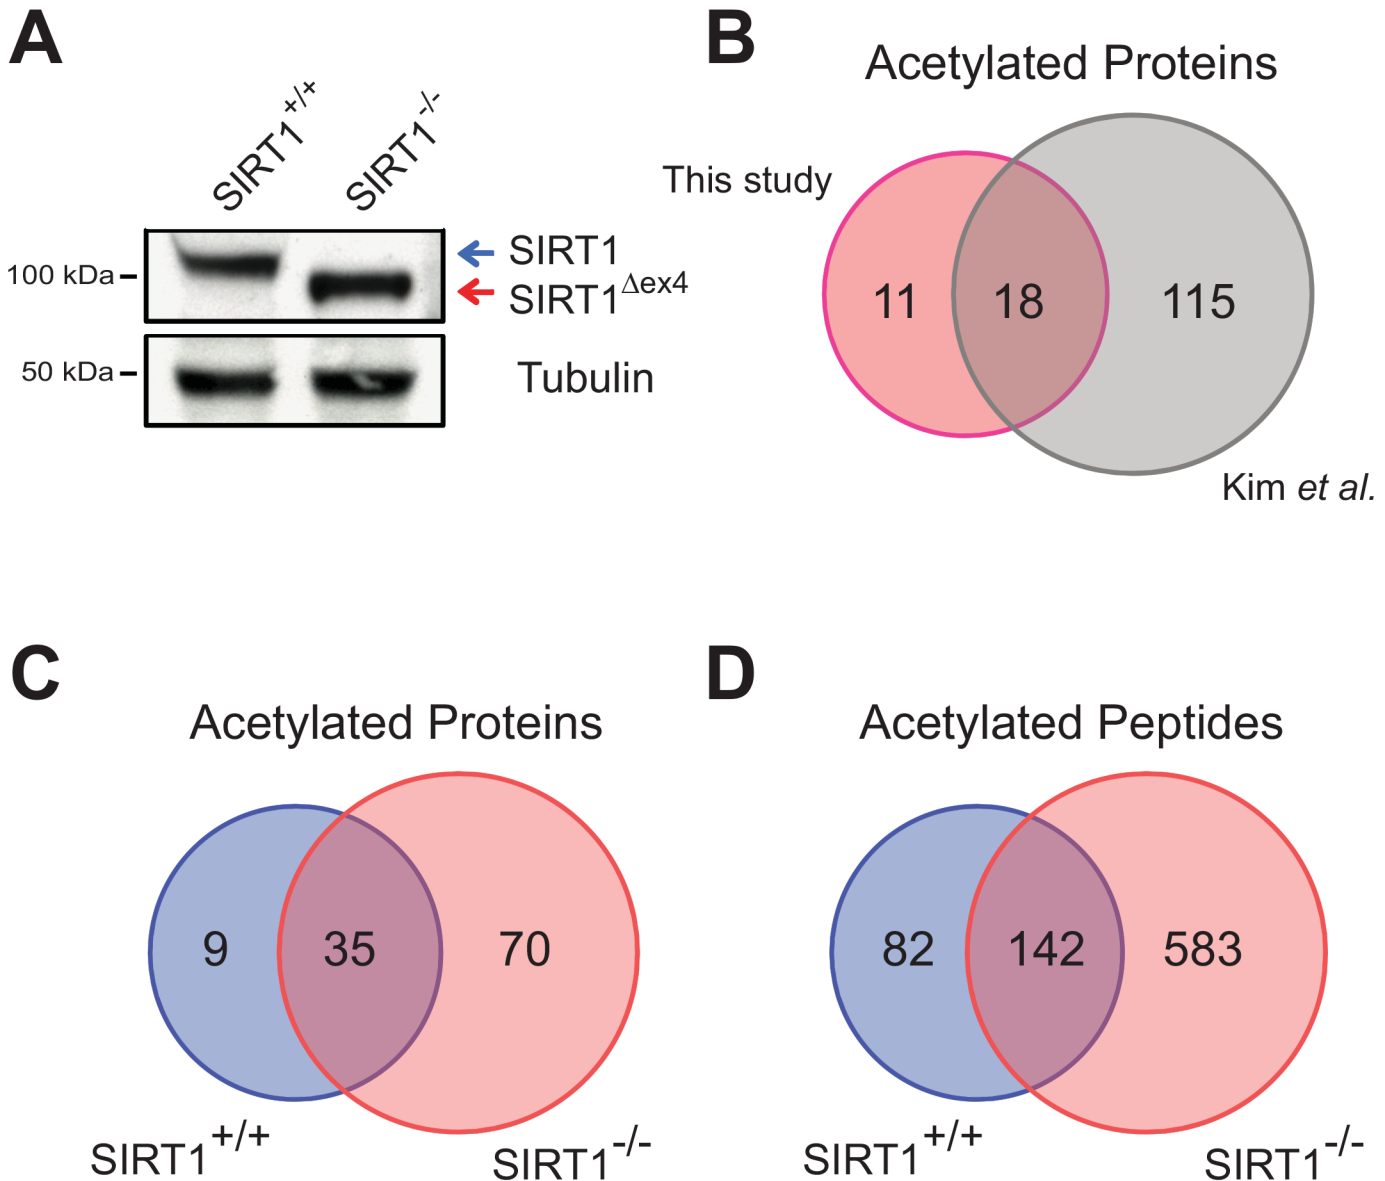 A
SIRT1+/+
SIRT1-/-
100 kDa
SIRT1
SIRT1Δex4
50 kDa
Tubulin
B
Acetylated Proteins
This study
11
18
115
Kim et al.
C
Acetylated Proteins
9
35
70
SIRT1+/+
SIRT1-/-
D
Acetylated Peptides
82
142
583
SIRT1+/+
SIRT1-/-